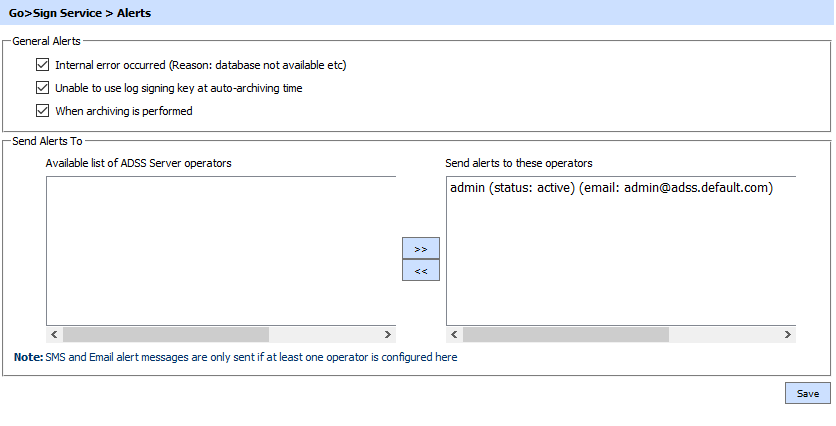 Go>Sign Service > Alerts
General Alerts
Internal error occurred (Reason: database not available etc)
Unable to use log signing key at auto-archiving time
When archiving is performed
Send Alerts To
Available list of ADSS Server operators
Send alerts to these operators
admin (status: active) (email: admin@adss.default.com)
>>
<<
Note: SMS and Email alert messages are only sent if at least one operator is configured here
Save